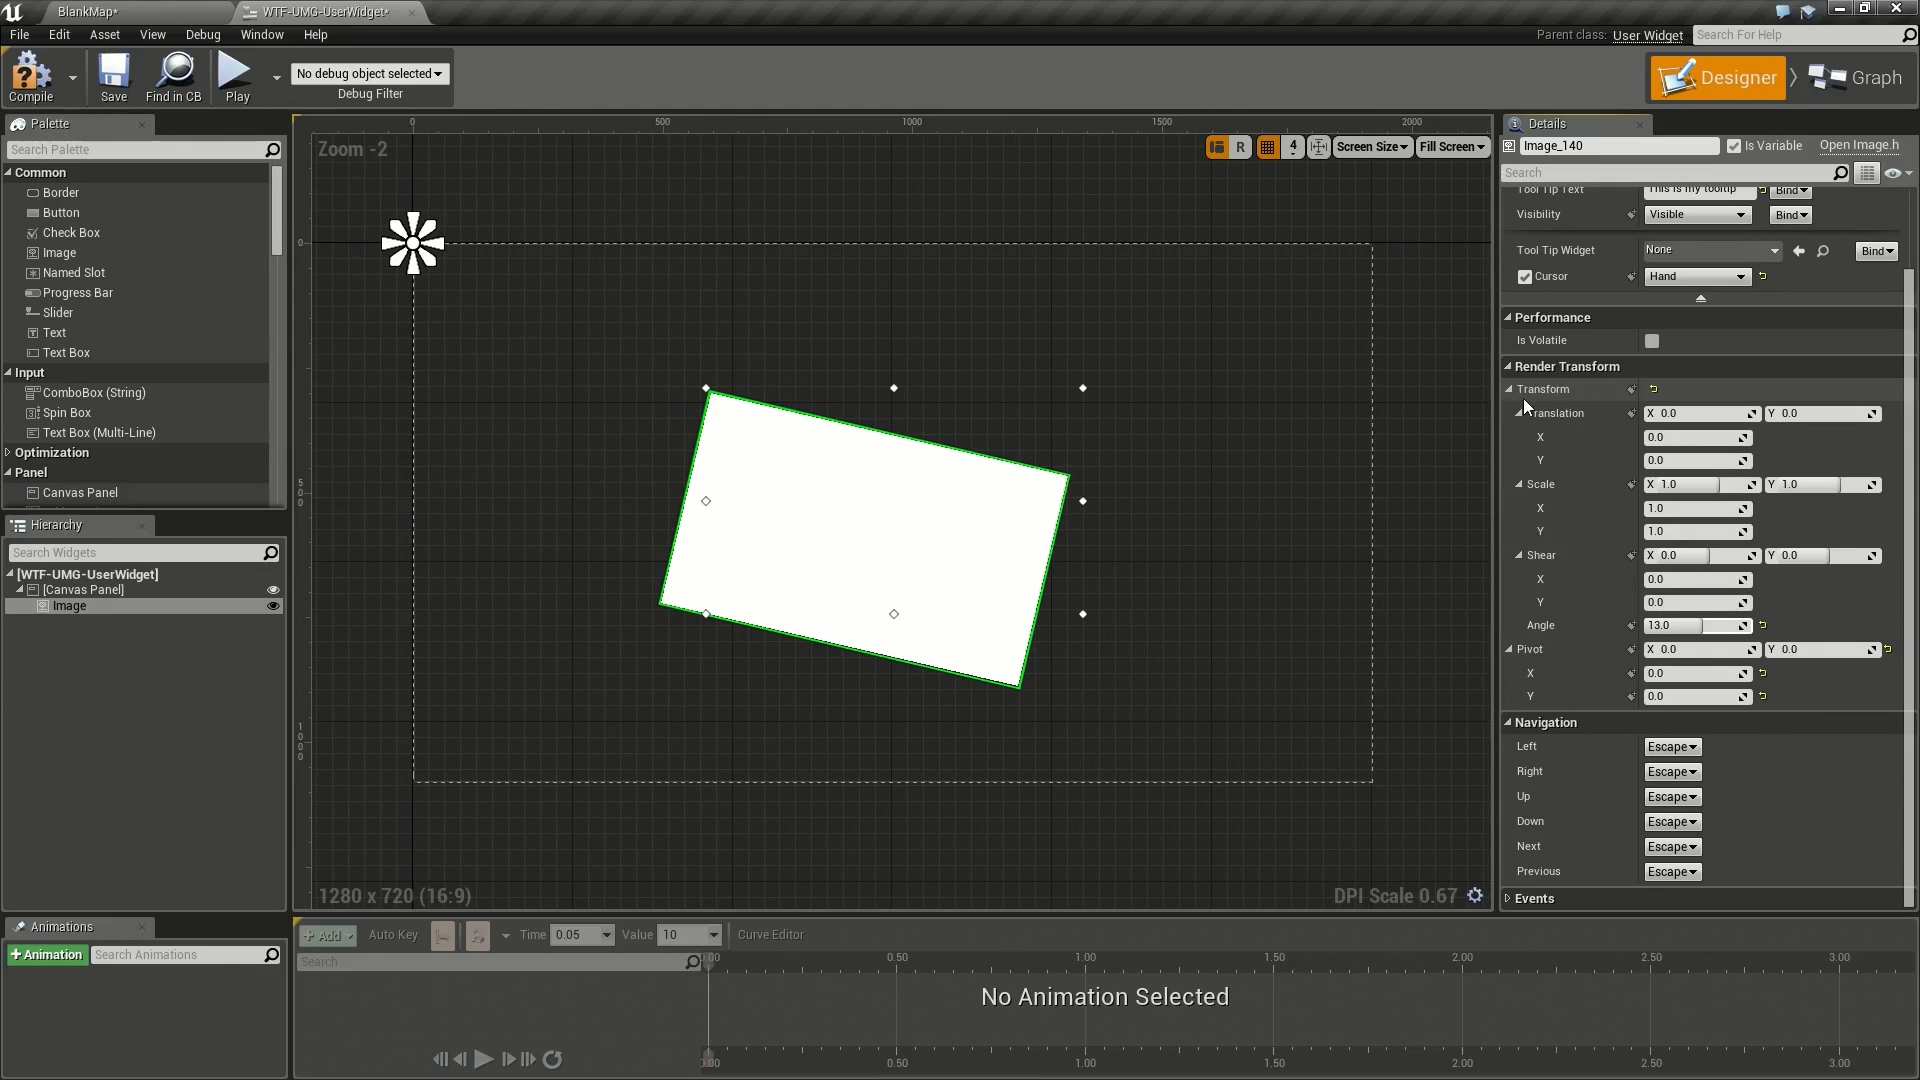 BlankMap*
WTF-UMG-UserWidget*
File Edit Asset View Debug Window Help
Parent class: User Widget
Search For Help
Compile
Save
Find in CB
Play
No debug object selected
Debug Filter
Designer
Graph
Palette
Search Palette
Common
Border
Button
Check Box
Image
Named Slot
Progress Bar
Slider
Text
Text Box
Input
ComboBox (String)
Spin Box
Text Box (Multi-Line)
Optimization
Panel
Canvas Panel
Hierarchy
Search Widgets
[WTF-UMG-UserWidget]
[Canvas Panel]
Image
0 500 1000 1500 2000
Zoom -2
R
4
Screen Size
Fill Screen
0
500
1000
1280 x 720 (16:9)
DPI Scale 0.67
Details
Image_140
Is Variable
Open Image.h
Search
Tool Tip Text This is my tooltip Bind
Visibility Visible Bind
Tool Tip Widget None Bind
Cursor Hand
Performance
Is Volatile
Render Transform
Transform
Translation X 0.0 Y 0.0
X 0.0
Y 0.0
Scale X 1.0 Y 1.0
X 1.0
Y 1.0
Shear X 0.0 Y 0.0
X 0.0
Y 0.0
Angle 13.0
Pivot X 0.0 Y 0.0
X 0.0
Y 0.0
Navigation
Left Escape
Right Escape
Up Escape
Down Escape
Next Escape
Previous Escape
Events
Animations
+ Animation
Search Animations
+ Add
Auto Key
Time 0.05
Value 10
Curve Editor
Search
0.00 0.50 1.00 1.50 2.00 2.50 3.00
No Animation Selected
0.00 0.50 1.00 1.50 2.00 2.50 3.00